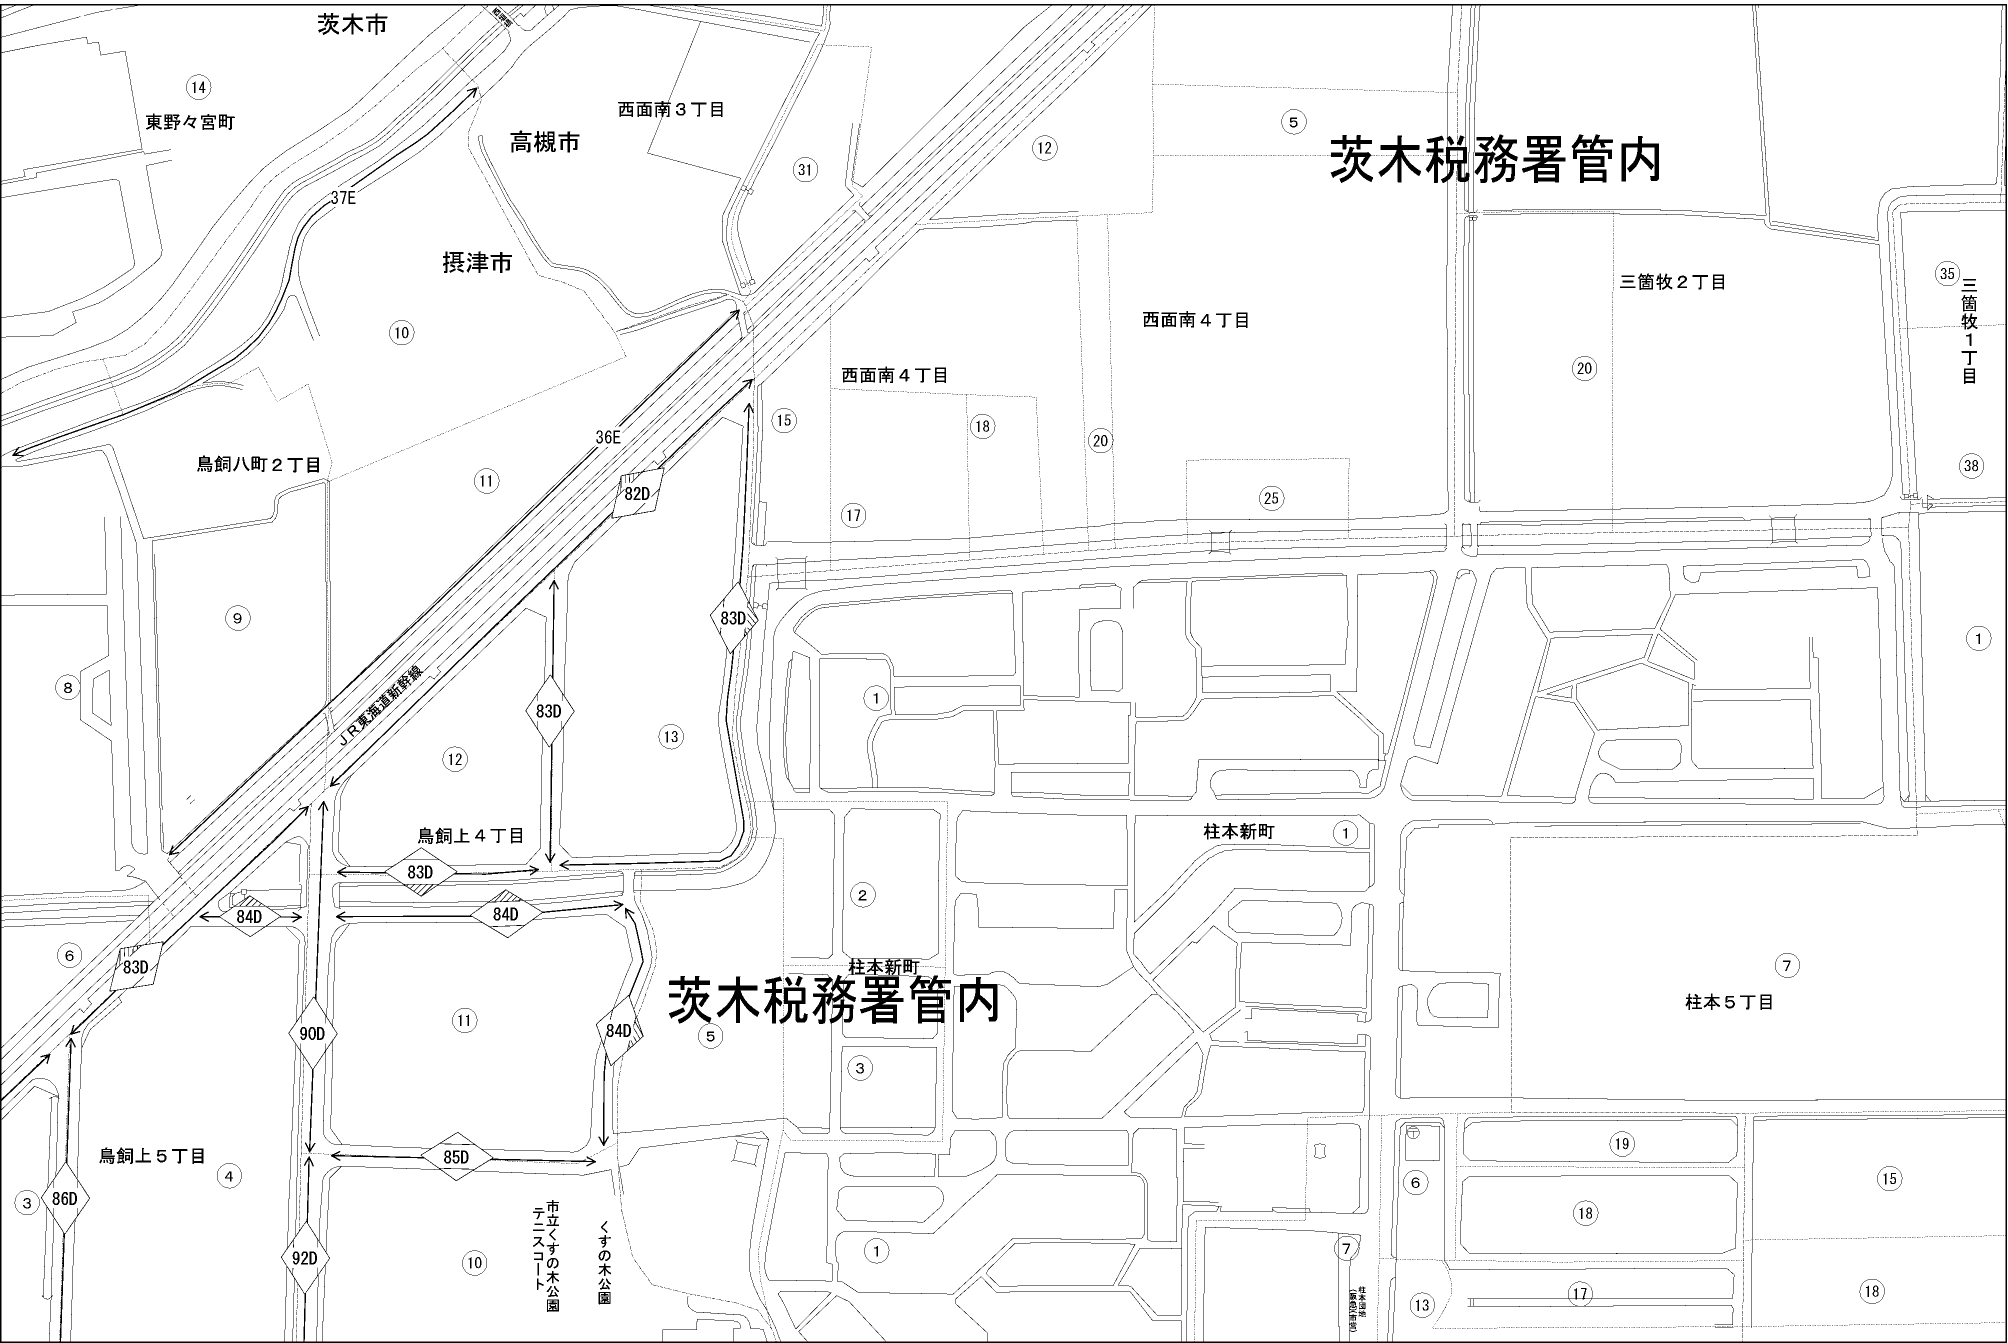 茨木市
14
東野々宮町
西面南３丁目
5
高槻市
12
茨木税務署管内
31
37E
摂津市
35
三箇牧２丁目
三箇牧１丁目
西面南４丁目
10
20
西面南４丁目
15
18
36E
20
鳥飼八町２丁目
38
11
82D
25
17
9
83D
1
8
1
JR東海道新幹線
83D
13
12
鳥飼上４丁目
柱本新町
1
83D
2
84D
84D
6
83D
柱本新町
7
茨木税務署管内
柱本５丁目
11
90D
84D
5
3
19
鳥飼上５丁目
85D
4
6
15
3
86D
18
市立くすの木公園
テニスコート
くすの木公園
1
7
92D
10
17
18
13
柱本団地